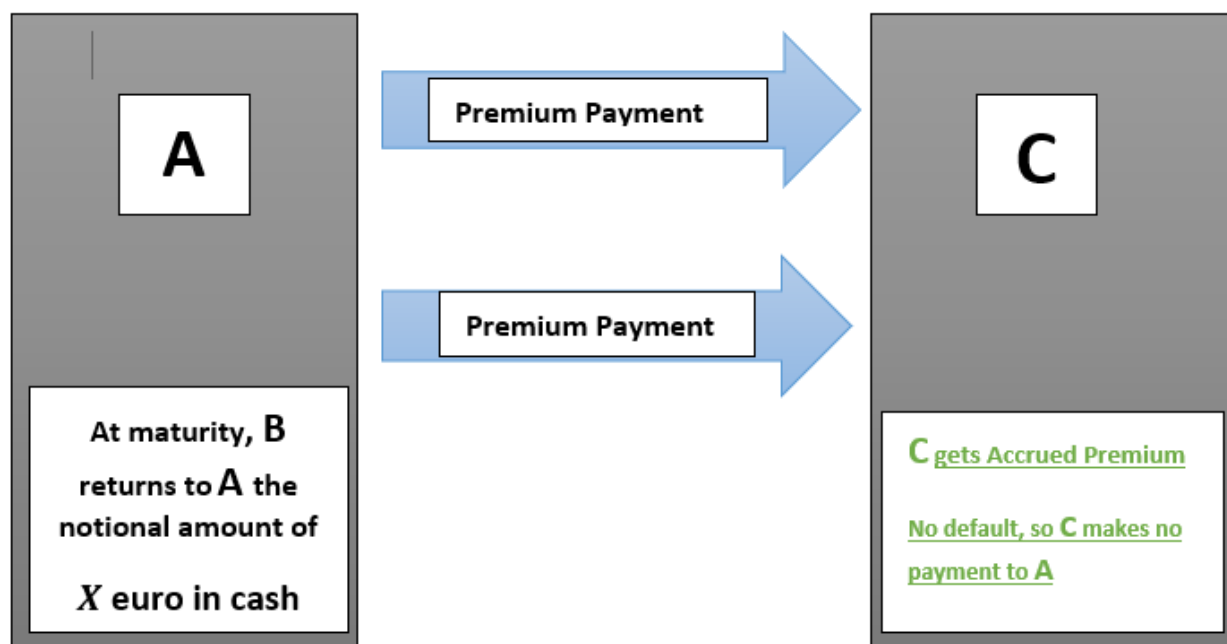 A
Premium Payment
C
Premium Payment
At maturity, B
returns to A the
notional amount of
X euro in cash
C gets Accrued Premium
No default, so C makes no
payment to A